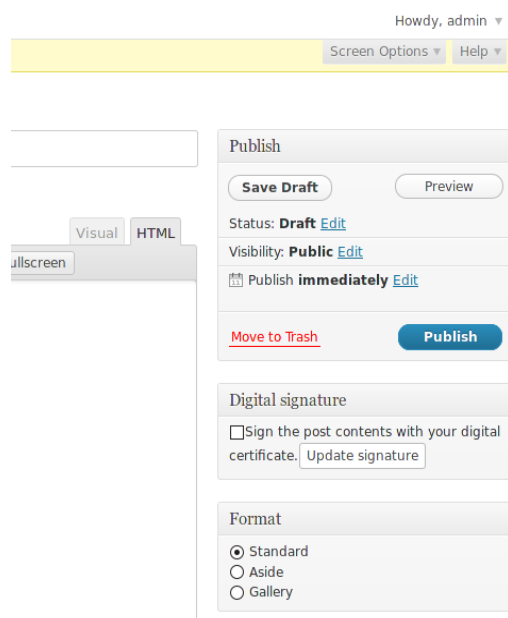 Howdy, admin
Screen Options
Help
Publish
Save Draft
Preview
Status: Draft Edit
Visual
HTML
Visibility: Public Edit
ullscreen
Publish immediately Edit
Move to Trash
Publish
Digital signature
Sign the post contents with your digital
certificate. Update signature
Format
Standard
Aside
Gallery